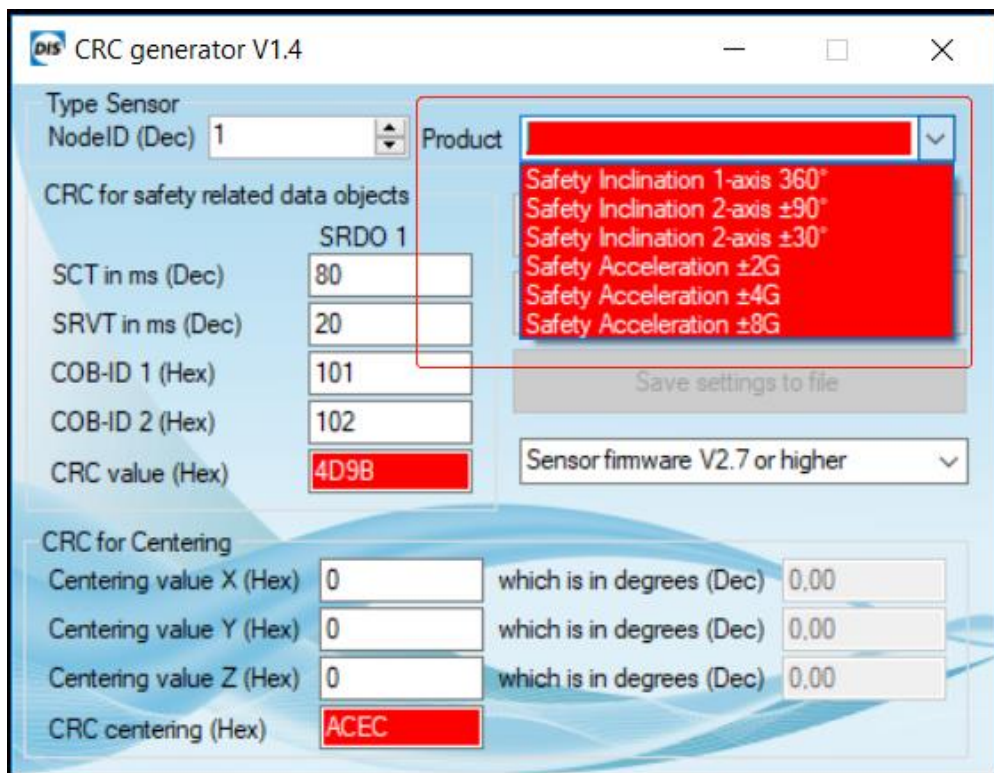 DIS CRC generator V1.4
Type Sensor
NodeID (Dec) 1 Product
Safety Inclination 1-axis 360°
Safety Inclination 2-axis ±90°
Safety Inclination 2-axis ±30°
Safety Acceleration ±2G
Safety Acceleration ±4G
Safety Acceleration ±8G
CRC for safety related data objects
SRDO 1
SCT in ms (Dec) 80
SRVT in ms (Dec) 20
COB-ID 1 (Hex) 101
COB-ID 2 (Hex) 102
CRC value (Hex) 4D9B
Save settings to file
Sensor firmware V2.7 or higher
CRC for Centering
Centering value X (Hex) 0 which is in degrees (Dec) 0,00
Centering value Y (Hex) 0 which is in degrees (Dec) 0,00
Centering value Z (Hex) 0 which is in degrees (Dec) 0,00
CRC centering (Hex) ACEC